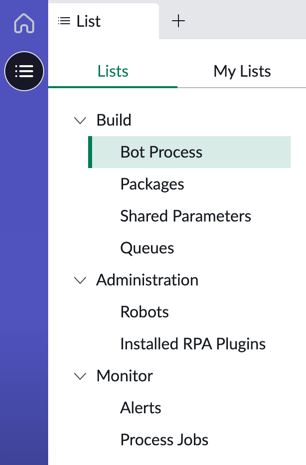 List
Lists My Lists
Build
Bot Process
Packages
Shared Parameters
Queues
Administration
Robots
Installed RPA Plugins
Monitor
Alerts
Process Jobs